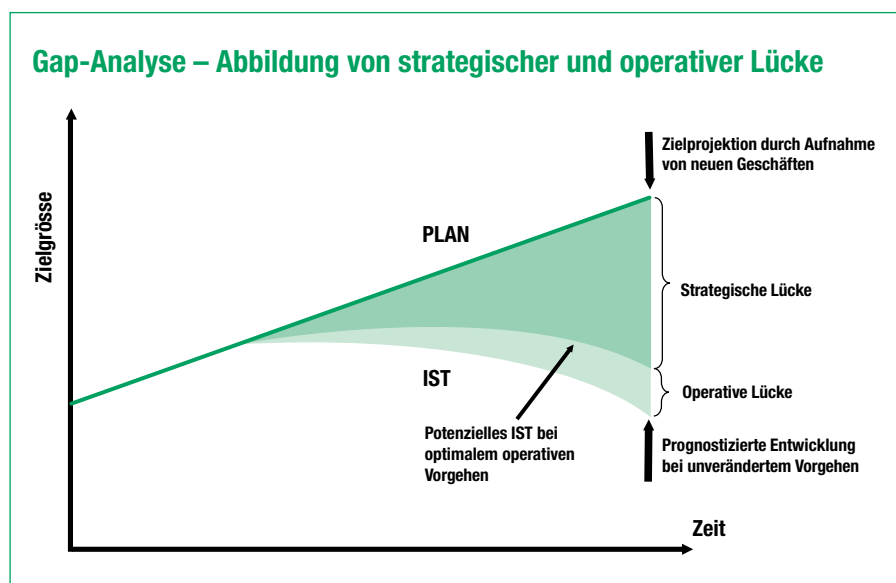 Gap-Analyse – Abbildung von strategischer und operativer Lücke
Zielgrösse
Zielprojektion durch Aufnahme
von neuen Geschäften
PLAN
Strategische Lücke
IST
Operative Lücke
Potenzielles IST bei
optimalem operativen
Vorgehen
Prognostizierte Entwicklung
bei unverändertem Vorgehen
Zeit